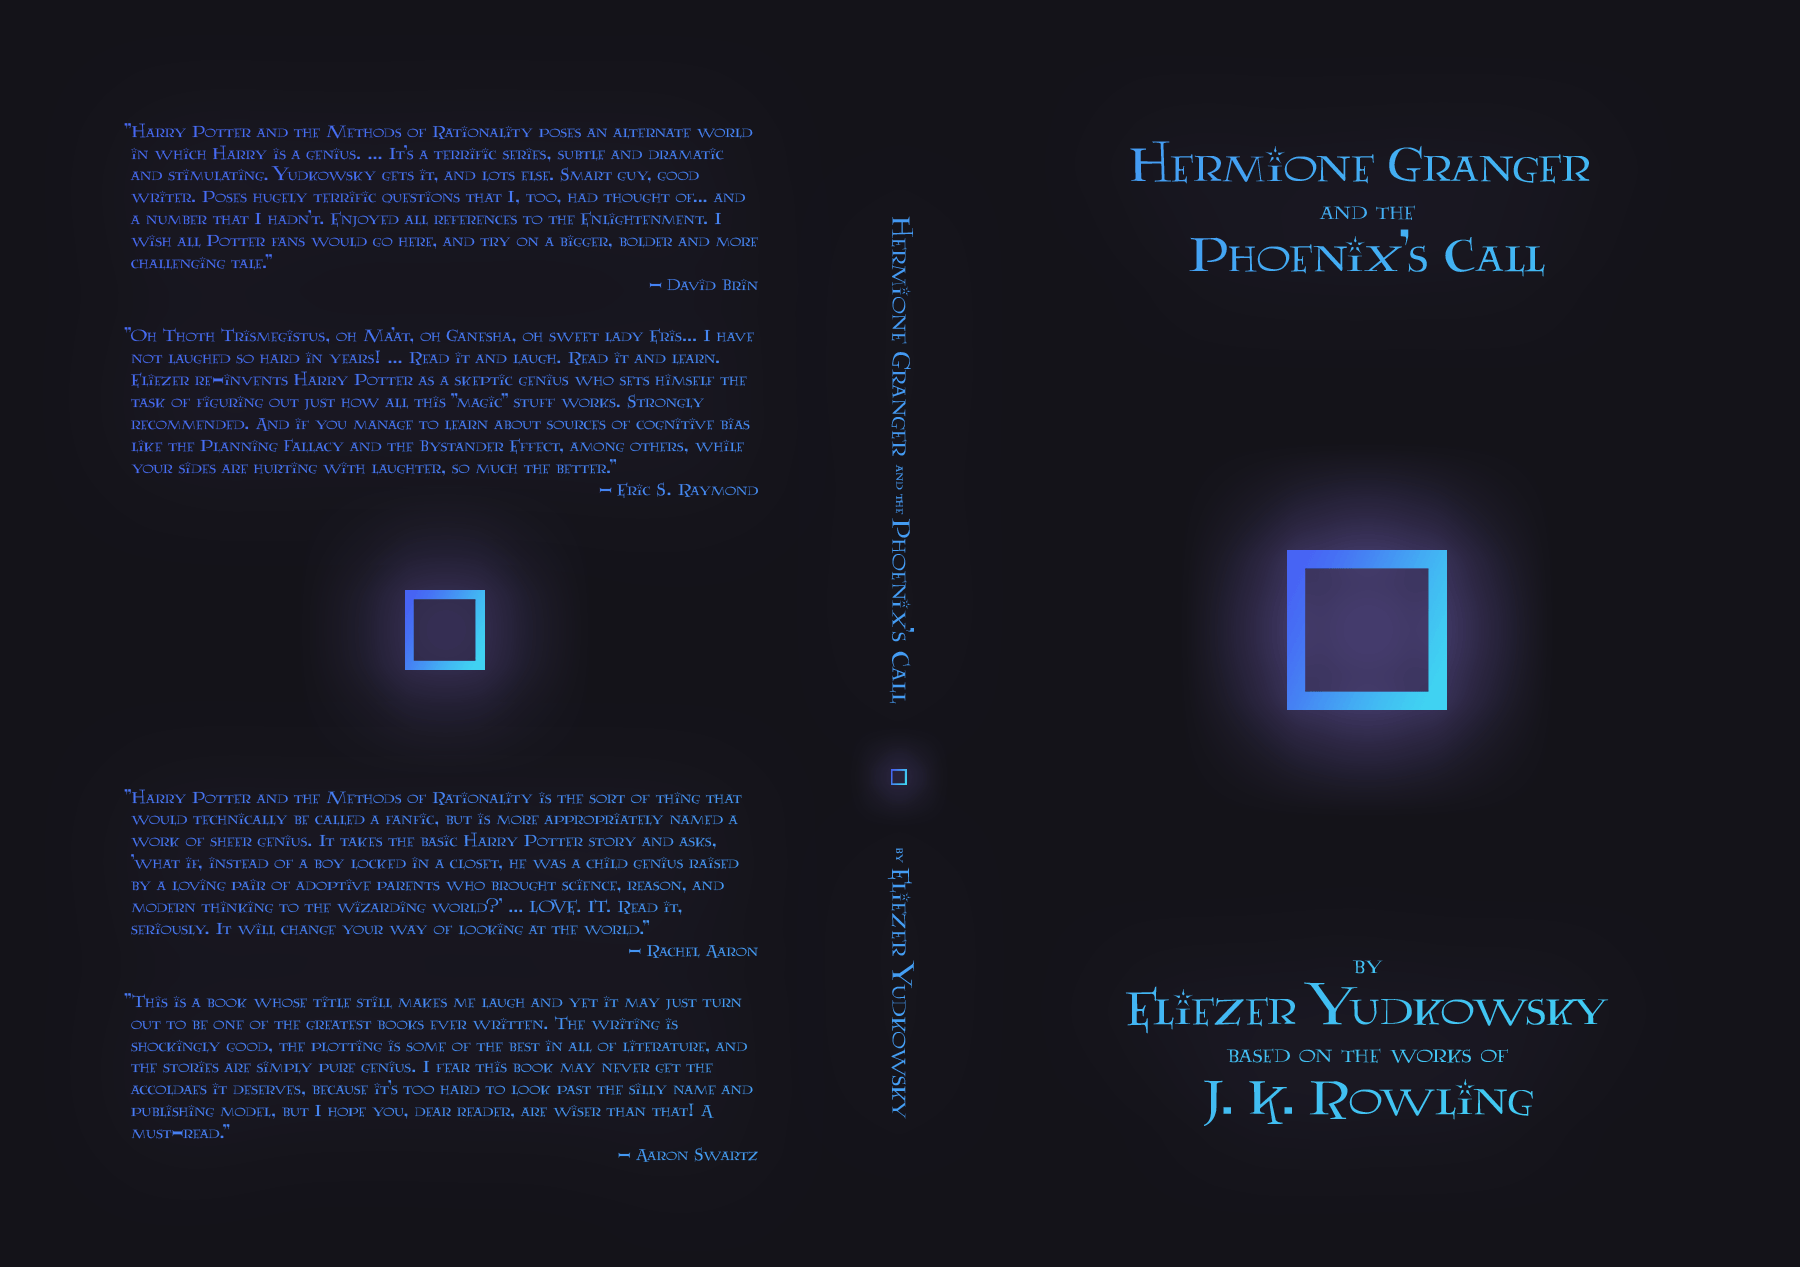 "Harry Potter and the Methods of Rationality poses an alternate world
in which Harry is a genius. ... It's a terrific series, subtle and dramatic
and stimulating. Yudkowsky gets it, and lots else. Smart guy, good
writer. Poses hugely terrific questions that I, too, had thought of... and
a number that I hadn't. Enjoyed all references to the Enlightenment. I
wish all Potter fans would go here, and try on a bigger, bolder and more
challenging tale."
- David Brin
"Oh Thoth Trismegistus, oh Ma'at, oh Ganesha, oh sweet lady Eris... I have
not laughed so hard in years! ... Read it and laugh. Read it and learn.
Eliezer re-invents Harry Potter as a skeptic genius who sets himself the
task of figuring out just how all this "magic" stuff works. Strongly
recommended. And if you manage to learn about sources of cognitive bias
like the Planning Fallacy and the Bystander Effect, among others, while
your sides are hurting with laughter, so much the better."
- Eric S. Raymond
"Harry Potter and the Methods of Rationality is the sort of thing that
would technically be called a fanfic, but is more appropriately named a
work of sheer genius. It takes the basic Harry Potter story and asks,
'what if, instead of a boy locked in a closet, he was a child genius raised
by a loving pair of adoptive parents who brought science, reason, and
modern thinking to the wizarding world?' ... LOVE. IT. Read it,
seriously. It will change your way of looking at the world."
- Rachel Aaron
"This is a book whose title still makes me laugh and yet it may just turn
out to be one of the greatest books ever written. The writing is
shockingly good, the plotting is some of the best in all of literature, and
the stories are simply pure genius. I fear this book may never get the
accoldaes it deserves, because it's too hard to look past the silly name and
publishing model, but I hope you, dear reader, are wiser than that! A
must-read."
- Aaron Swartz
Hermione Granger and the Phoenix's Call
by Eliezer Yudkowsky
Hermione Granger
and the
Phoenix's Call
by
Eliezer Yudkowsky
based on the works of
J. K. Rowling